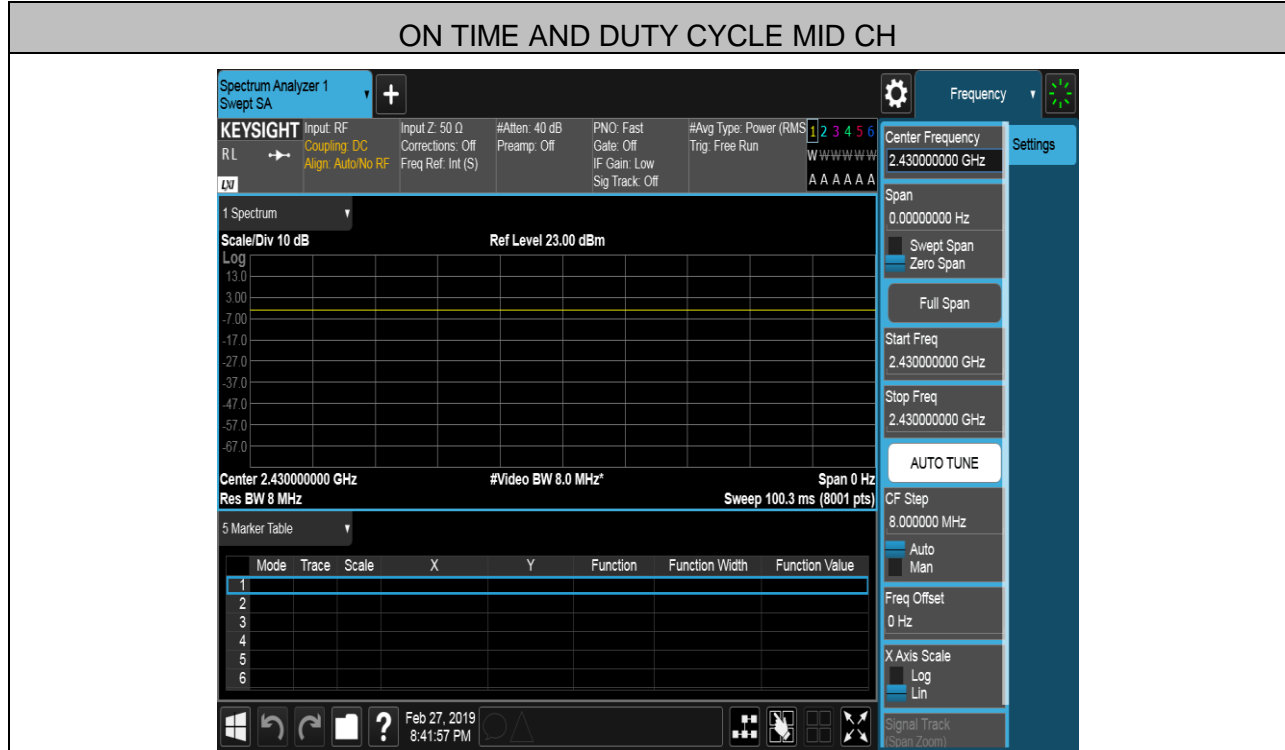 ON TIME AND DUTY CYCLE MID CH
Spectrum Analyzer 1
Swept SA
+
Frequency
KEYSIGHT
R L
LXI
Input: RF
Coupling: DC
Align: Auto/No RF
Input Z: 50 Ω
Corrections: Off
Freq Ref: Int (S)
#Atten: 40 dB
Preamp: Off
PNO: Fast
Gate: Off
IF Gain: Low
Sig Track: Off
#Avg Type: Power (RMS
Trig: Free Run
1 2 3 4 5 6
W W W W W W
A A A A A A
Center Frequency
2.430000000 GHz
Settings
Span
0.00000000 Hz
Swept Span
Zero Span
Full Span
Start Freq
2.430000000 GHz
Stop Freq
2.430000000 GHz
AUTO TUNE
CF Step
8.000000 MHz
Auto
Man
Freq Offset
0 Hz
X Axis Scale
Log
Lin
Signal Track
(Span Zoom)
1 Spectrum
Scale/Div 10 dB
Ref Level 23.00 dBm
Log
13.0
3.00
-7.00
-17.0
-27.0
-37.0
-47.0
-57.0
-67.0
Center 2.430000000 GHz
#Video BW 8.0 MHz*
Span 0 Hz
Res BW 8 MHz
Sweep 100.3 ms (8001 pts)
5 Marker Table
Mode Trace Scale X Y Function Function Width Function Value
1
2
3
4
5
6
?
Feb 27, 2019
8:41:57 PM